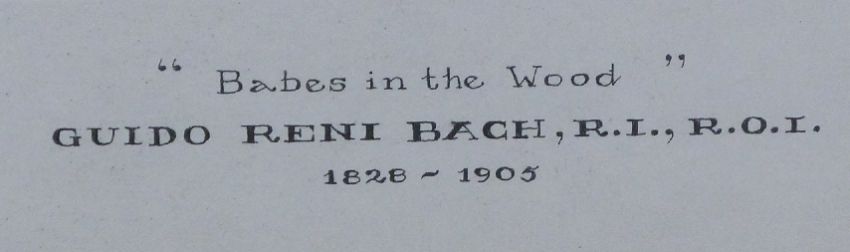 “ Babes in the Wood ”
GUIDO RENI BACH, R.I., R.O.I.
1828 ~ 1905